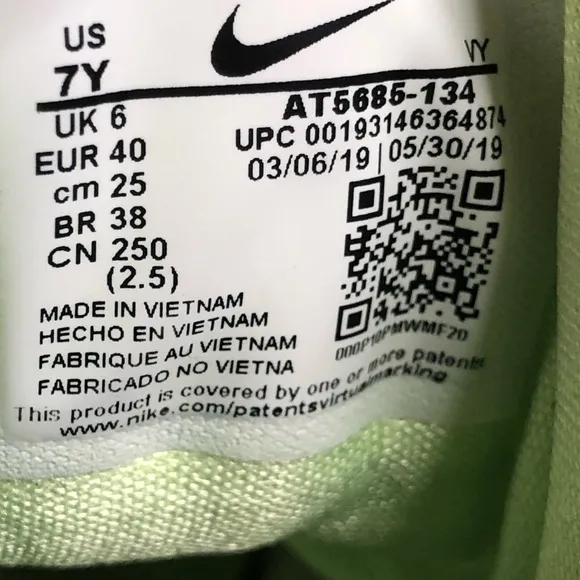 US
7Y
UK 6
EUR 40
cm 25
BR 38
CN 250
(2.5)
VY
AT5685-134
UPC 00193146364874
03/06/19 | 05/30/19
000P10PMWMF20
MADE IN VIETNAM
HECHO EN VIETNAM
FABRIQUE AU VIETNAM
FABRICADO NO VIETNA
This product is covered by one or more patents
www.nike.com/patentsvirtualmarking